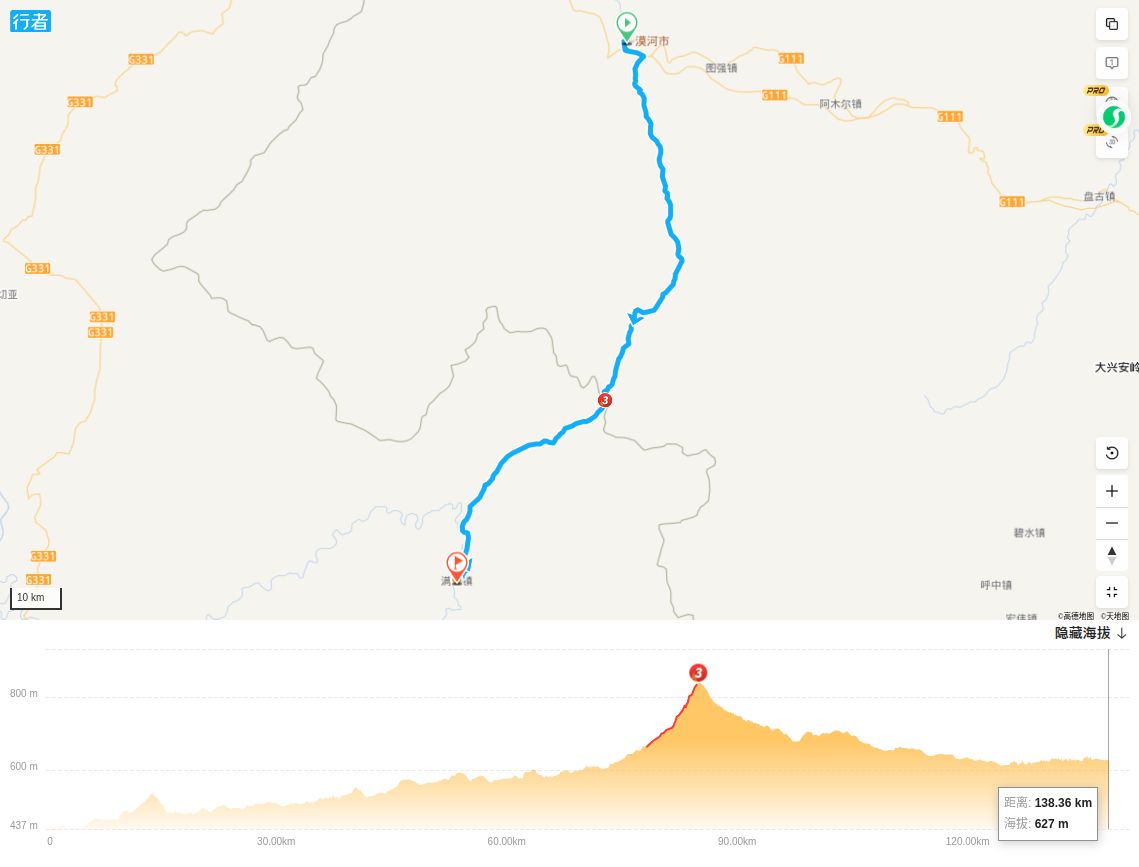 行者
漠河市
G331
图强镇
G111
G331
G111
阿木尔镇
PRO
G111
PRO
G331
盘古镇
G111
G331
切亚
G331
G331
大兴安岭
3
碧水镇
G331
满
镇
G331
呼中镇
10 km
©高德地图 ©天地图
隐藏海拔 ↓
3
800 m
600 m
437 m
距离: 138.36 km
海拔: 627 m
0 30.00km 60.00km 90.00km 120.00km